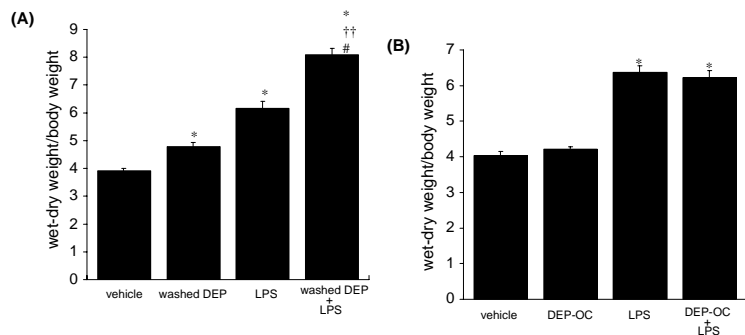 (A)
wet-dry weight/body weight
9
8
7
6
5
4
3
2
1
0
*
*
*
††
#
vehicle
washed DEP
LPS
washed DEP
+
LPS
(B)
wet-dry weight/body weight
7
6
5
4
3
2
1
0
*
*
vehicle
DEP-OC
LPS
DEP-OC
+
LPS